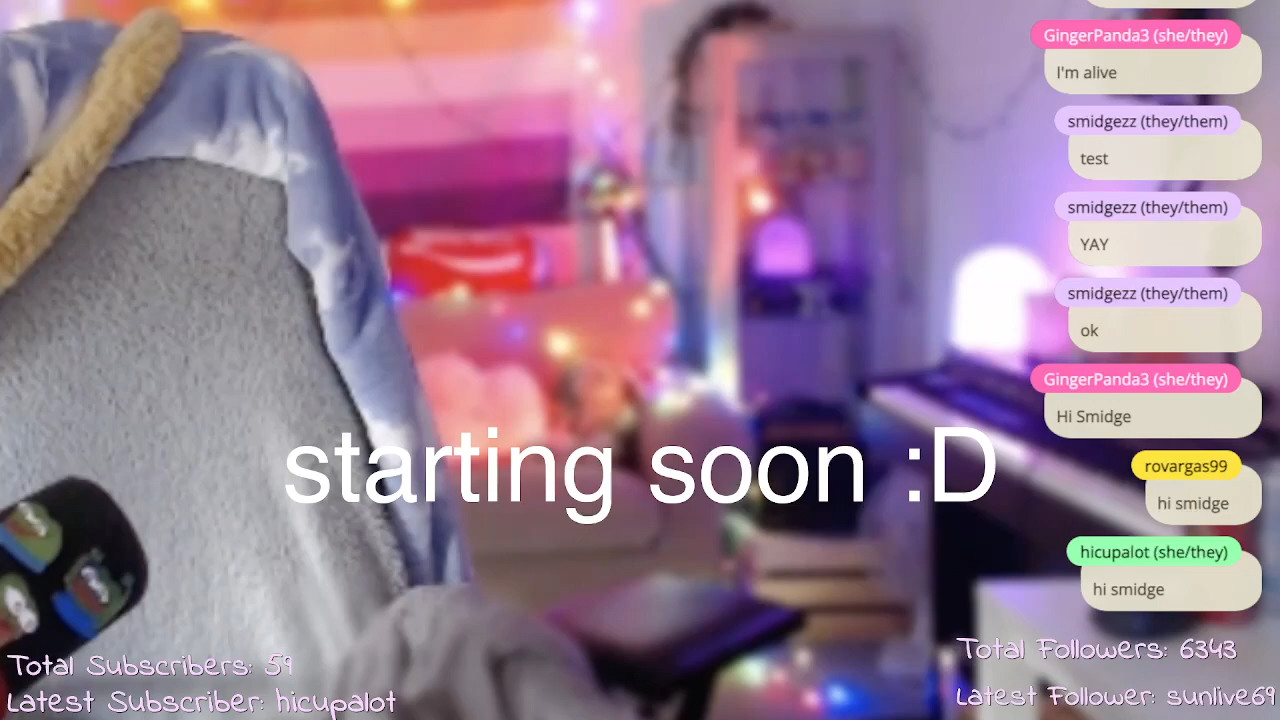 GingerPanda3 (she/they)
I'm alive
smidgezz (they/them)
test
smidgezz (they/them)
YAY
smidgezz (they/them)
ok
GingerPanda3 (she/they)
Hi Smidge
rovargas99
hi smidge
hicupalot (she/they)
hi smidge
starting soon :D
Total Subscribers: 59
Latest Subscriber: hicupalot
Total Followers: 6343
Latest Follower: sunlive69